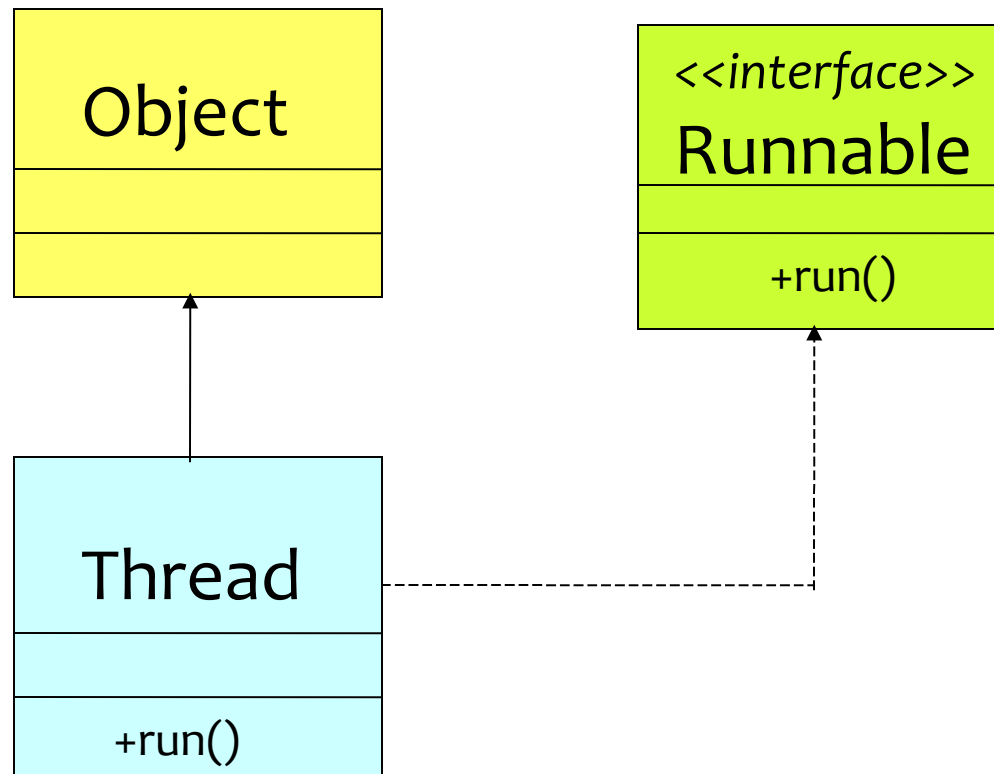 Object
<<interface>>
Runnable
+run()
Thread
+run()